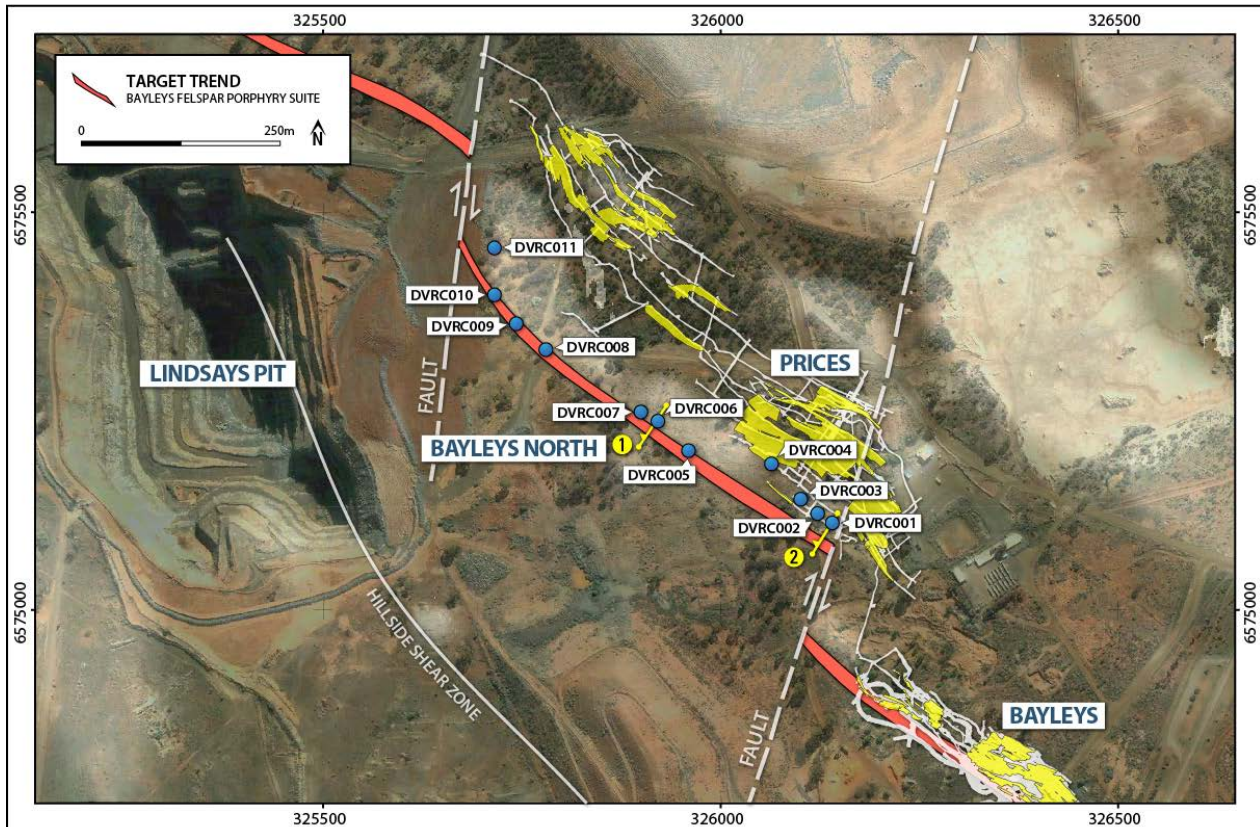 325500
326000
326500
TARGET TREND
BAYLEYS FELSPAR PORPHYRY SUITE
0
250m
N
6575500
6575500
DVRC011
DVRC010
DVRC009
DVRC008
LINDSAYS PIT
FAULT
PRICES
DVRC007
DVRC006
1
BAYLEYS NORTH
DVRC004
DVRC005
DVRC003
DVRC002
DVRC001
2
6575000
6575000
HILLSIDE SHEAR ZONE
BAYLEYS
FAULT
325500
326000
326500